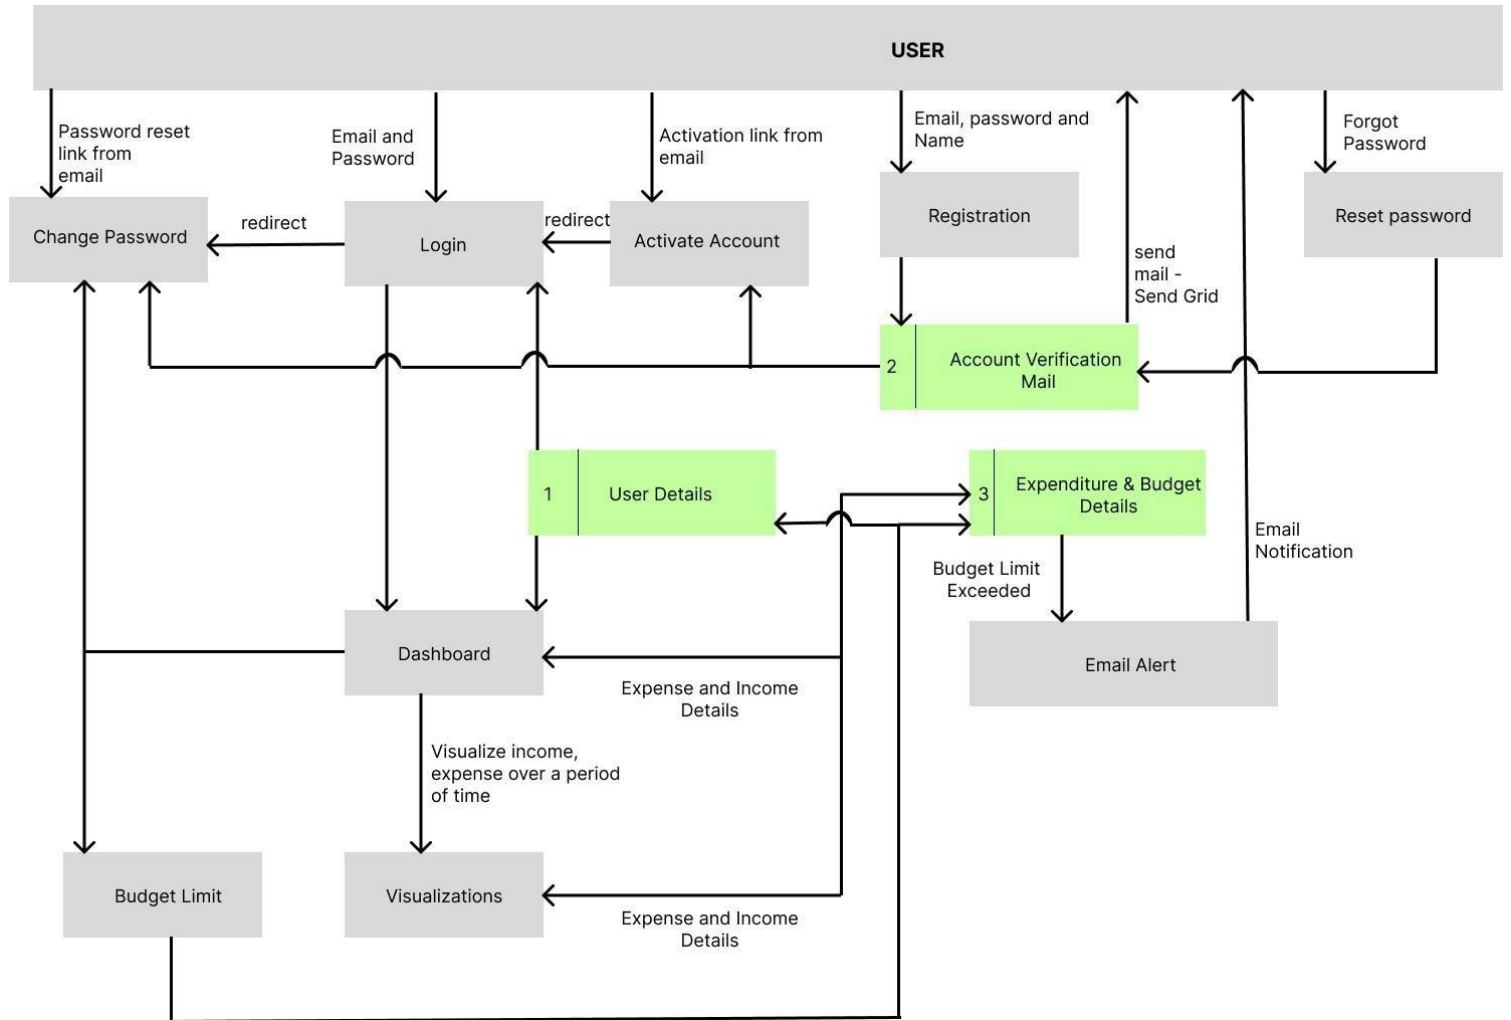 USER
Password reset
link from
email
Email and
Password
Activation link from
email
Email, password and
Name
Forgot
Password
Change Password
redirect
Login
redirect
Activate Account
Registration
Reset password
send
mail -
Send Grid
2
Account Verification
Mail
1
User Details
3
Expenditure & Budget
Details
Email
Notification
Budget Limit
Exceeded
Dashboard
Email Alert
Expense and Income
Details
Visualize income,
expense over a period
of time
Budget Limit
Visualizations
Expense and Income
Details